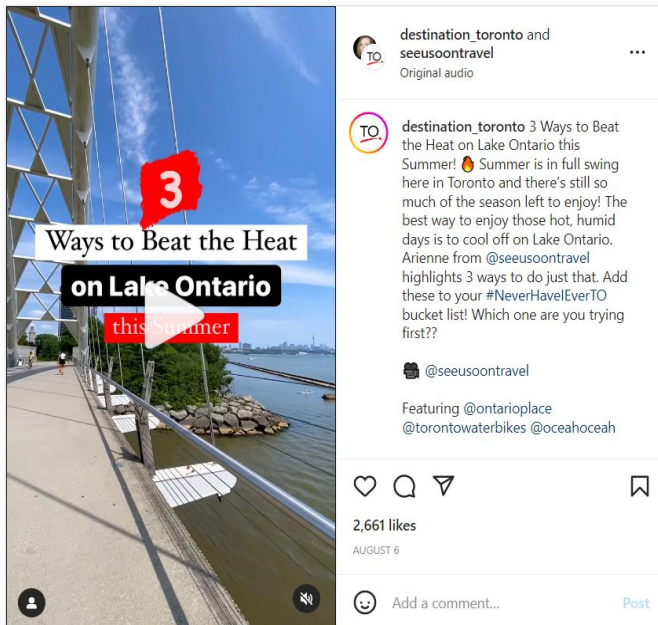 3
Ways to Beat the Heat
on Lake Ontario
this Summer
destination_toronto and
seeusoontravel
TO.
Original audio
TO.
destination_toronto 3 Ways to Beat
the Heat on Lake Ontario this
Summer! 🔥 Summer is in full swing
here in Toronto and there's still so
much of the season left to enjoy! The
best way to enjoy those hot, humid
days is to cool off on Lake Ontario.
Arienne from @seeusoontravel
highlights 3 ways to do just that. Add
these to your #NeverHaveIEverTO
bucket list! Which one are you trying
first??
🎥 @seeusoontravel
Featuring @ontarioplace
@torontowaterbikes @oceahoceah
2,661 likes
AUGUST 6
Add a comment...
Post